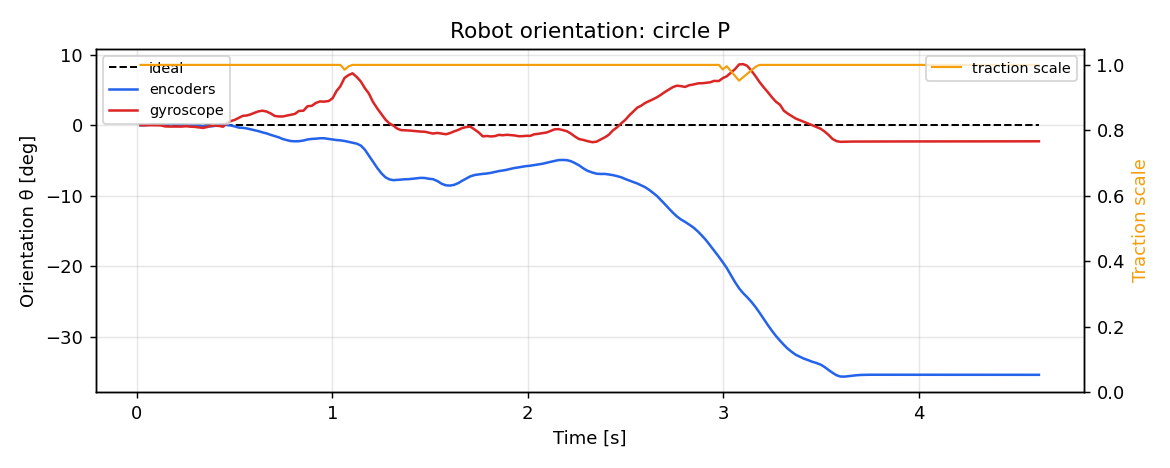 Robot orientation: circle P
ideal
encoders
gyroscope
traction scale
10
0
−10
−20
−30
Orientation θ [deg]
1.0
0.8
0.6
0.4
0.2
0.0
Traction scale
0 1 2 3 4
Time [s]